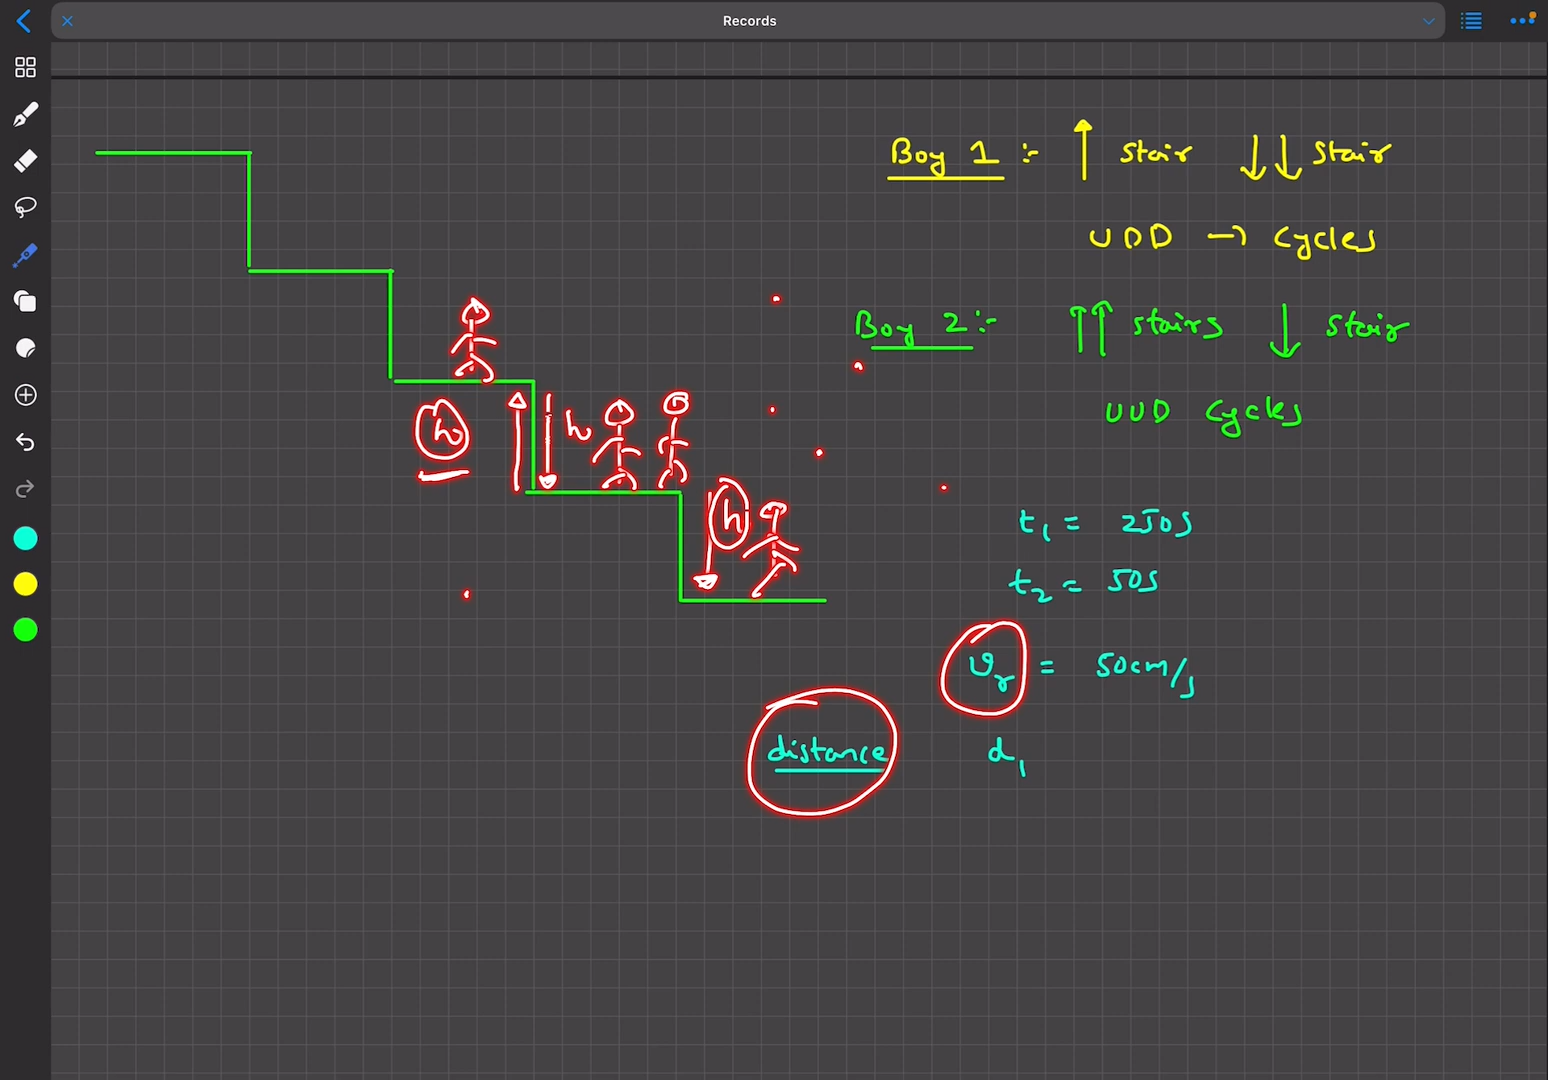 Records
Boy 1 :- ↑ stair ↓↓ stair
UDD → cycles
Boy 2 :- ↑↑ stairs ↓ stair
UUD cycles
h
h
h
t₁ = 250s
t₂ = 50s
vᵣ = 50cm/s
distance d₁